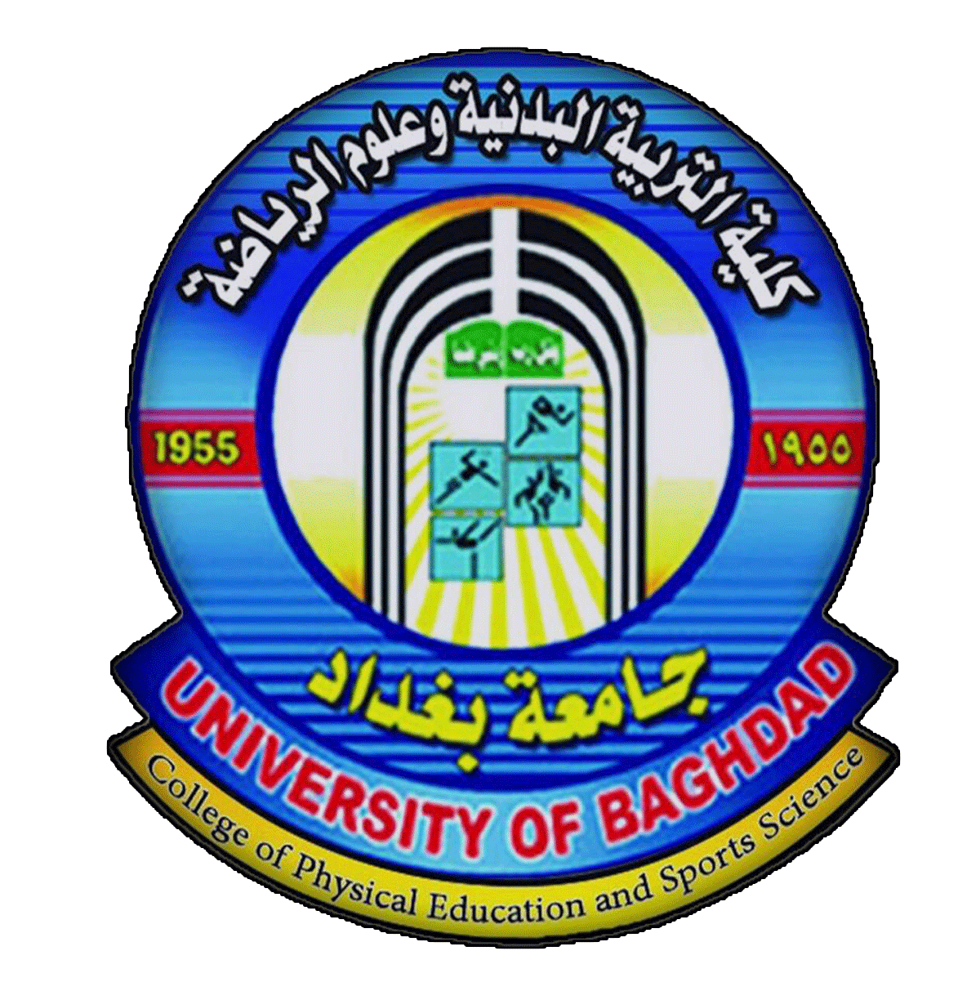 كلية التربية البدنية وعلوم الرياضة
1955
١٩٥٥
جامعة بغداد
UNIVERSITY OF BAGHDAD
College of Physical Education and Sports Science